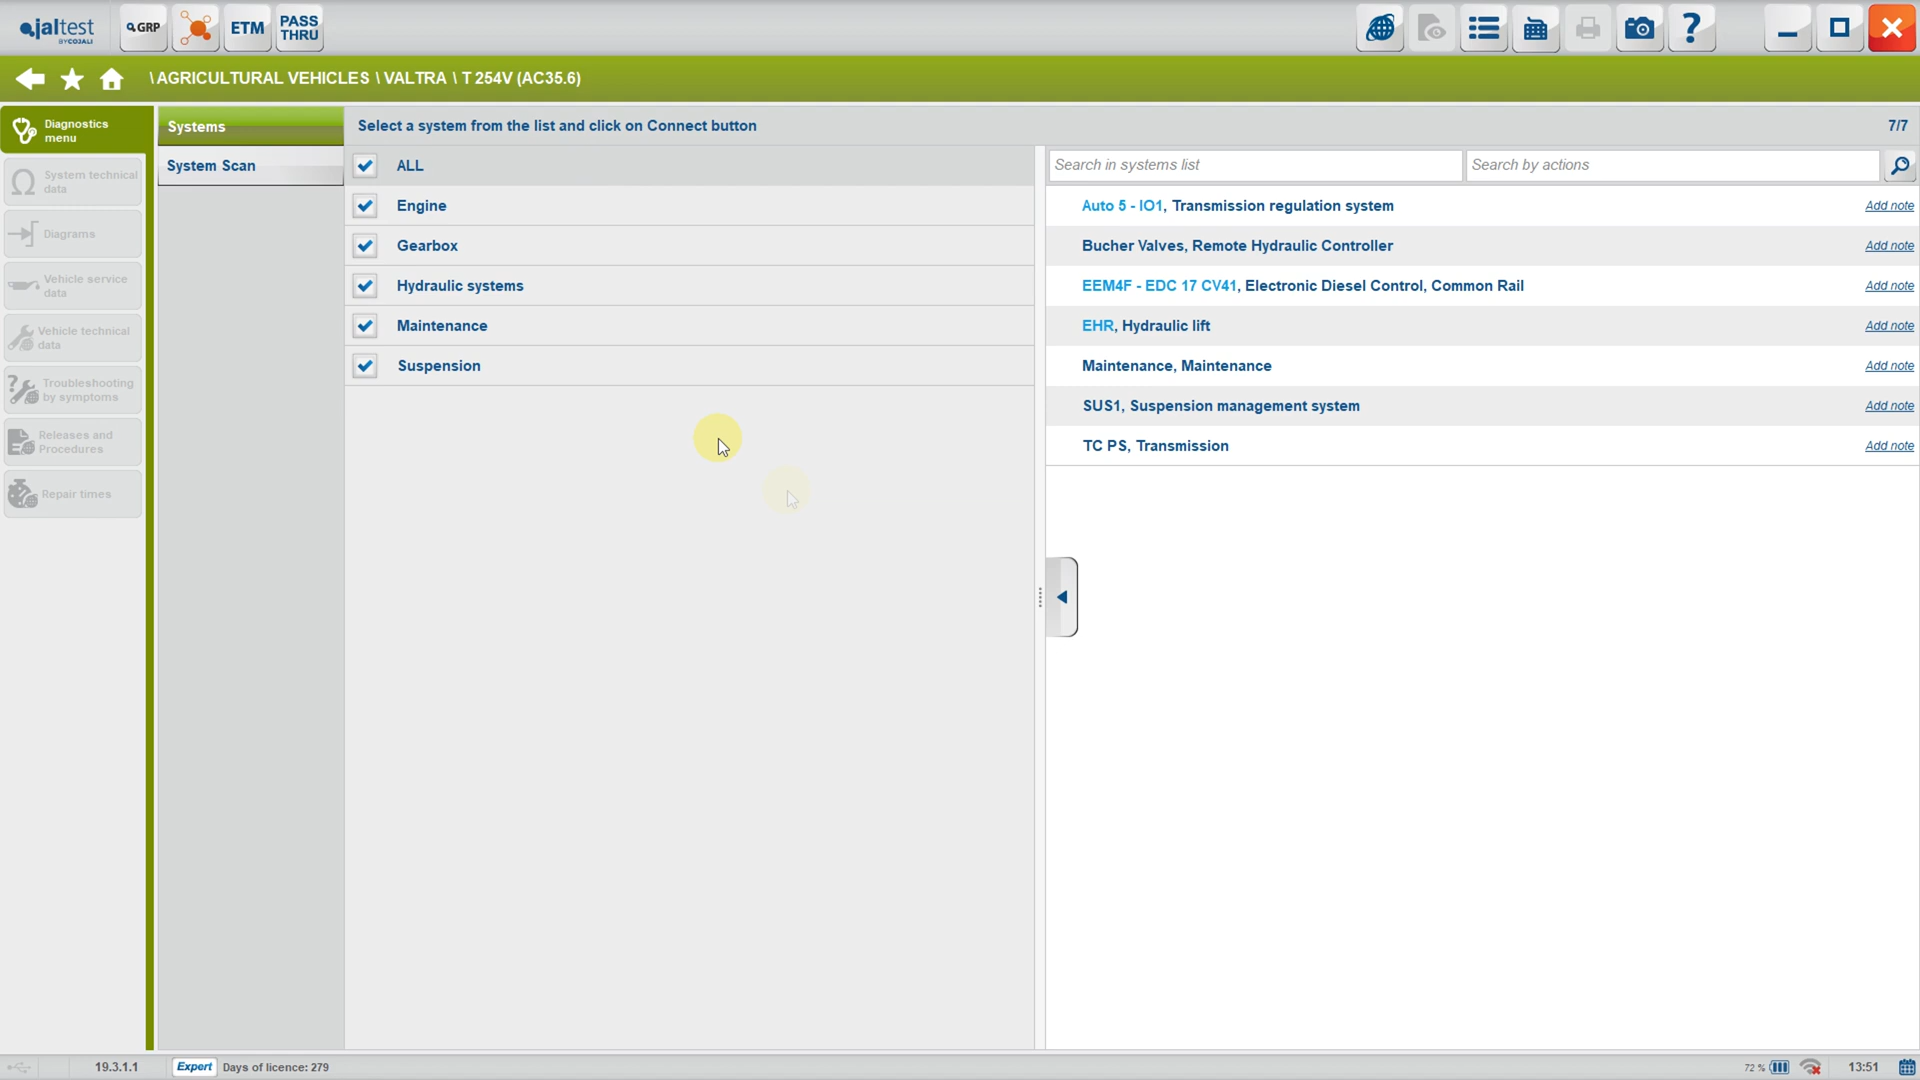 jaltest
BY COJALI
GRP
ETM
PASS
THRU
?
\ AGRICULTURAL VEHICLES \ VALTRA \ T 254V (AC35.6)
Diagnostics
menu
System technical
data
Diagrams
Vehicle service
data
Vehicle technical
data
Troubleshooting
by symptoms
Releases and
Procedures
Repair times
Systems
System Scan
Select a system from the list and click on Connect button
7/7
ALL
Engine
Gearbox
Hydraulic systems
Maintenance
Suspension
Search in systems list
Search by actions
Auto 5 - IO1, Transmission regulation system
Add note
Bucher Valves, Remote Hydraulic Controller
Add note
EEM4F - EDC 17 CV41, Electronic Diesel Control, Common Rail
Add note
EHR, Hydraulic lift
Add note
Maintenance, Maintenance
Add note
SUS1, Suspension management system
Add note
TC PS, Transmission
Add note
19.3.1.1
Expert
Days of licence: 279
72 %
13:51